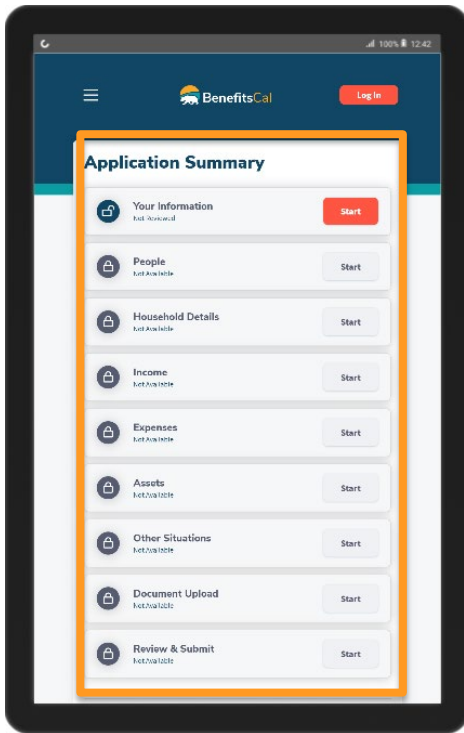 100% 12:42
BenefitsCal
Log In
Application Summary
Your Information
Not Reviewed
Start
People
Not Available
Start
Household Details
Not Available
Start
Income
Not Available
Start
Expenses
Not Available
Start
Assets
Not Available
Start
Other Situations
Not Available
Start
Document Upload
Not Available
Start
Review & Submit
Not Available
Start